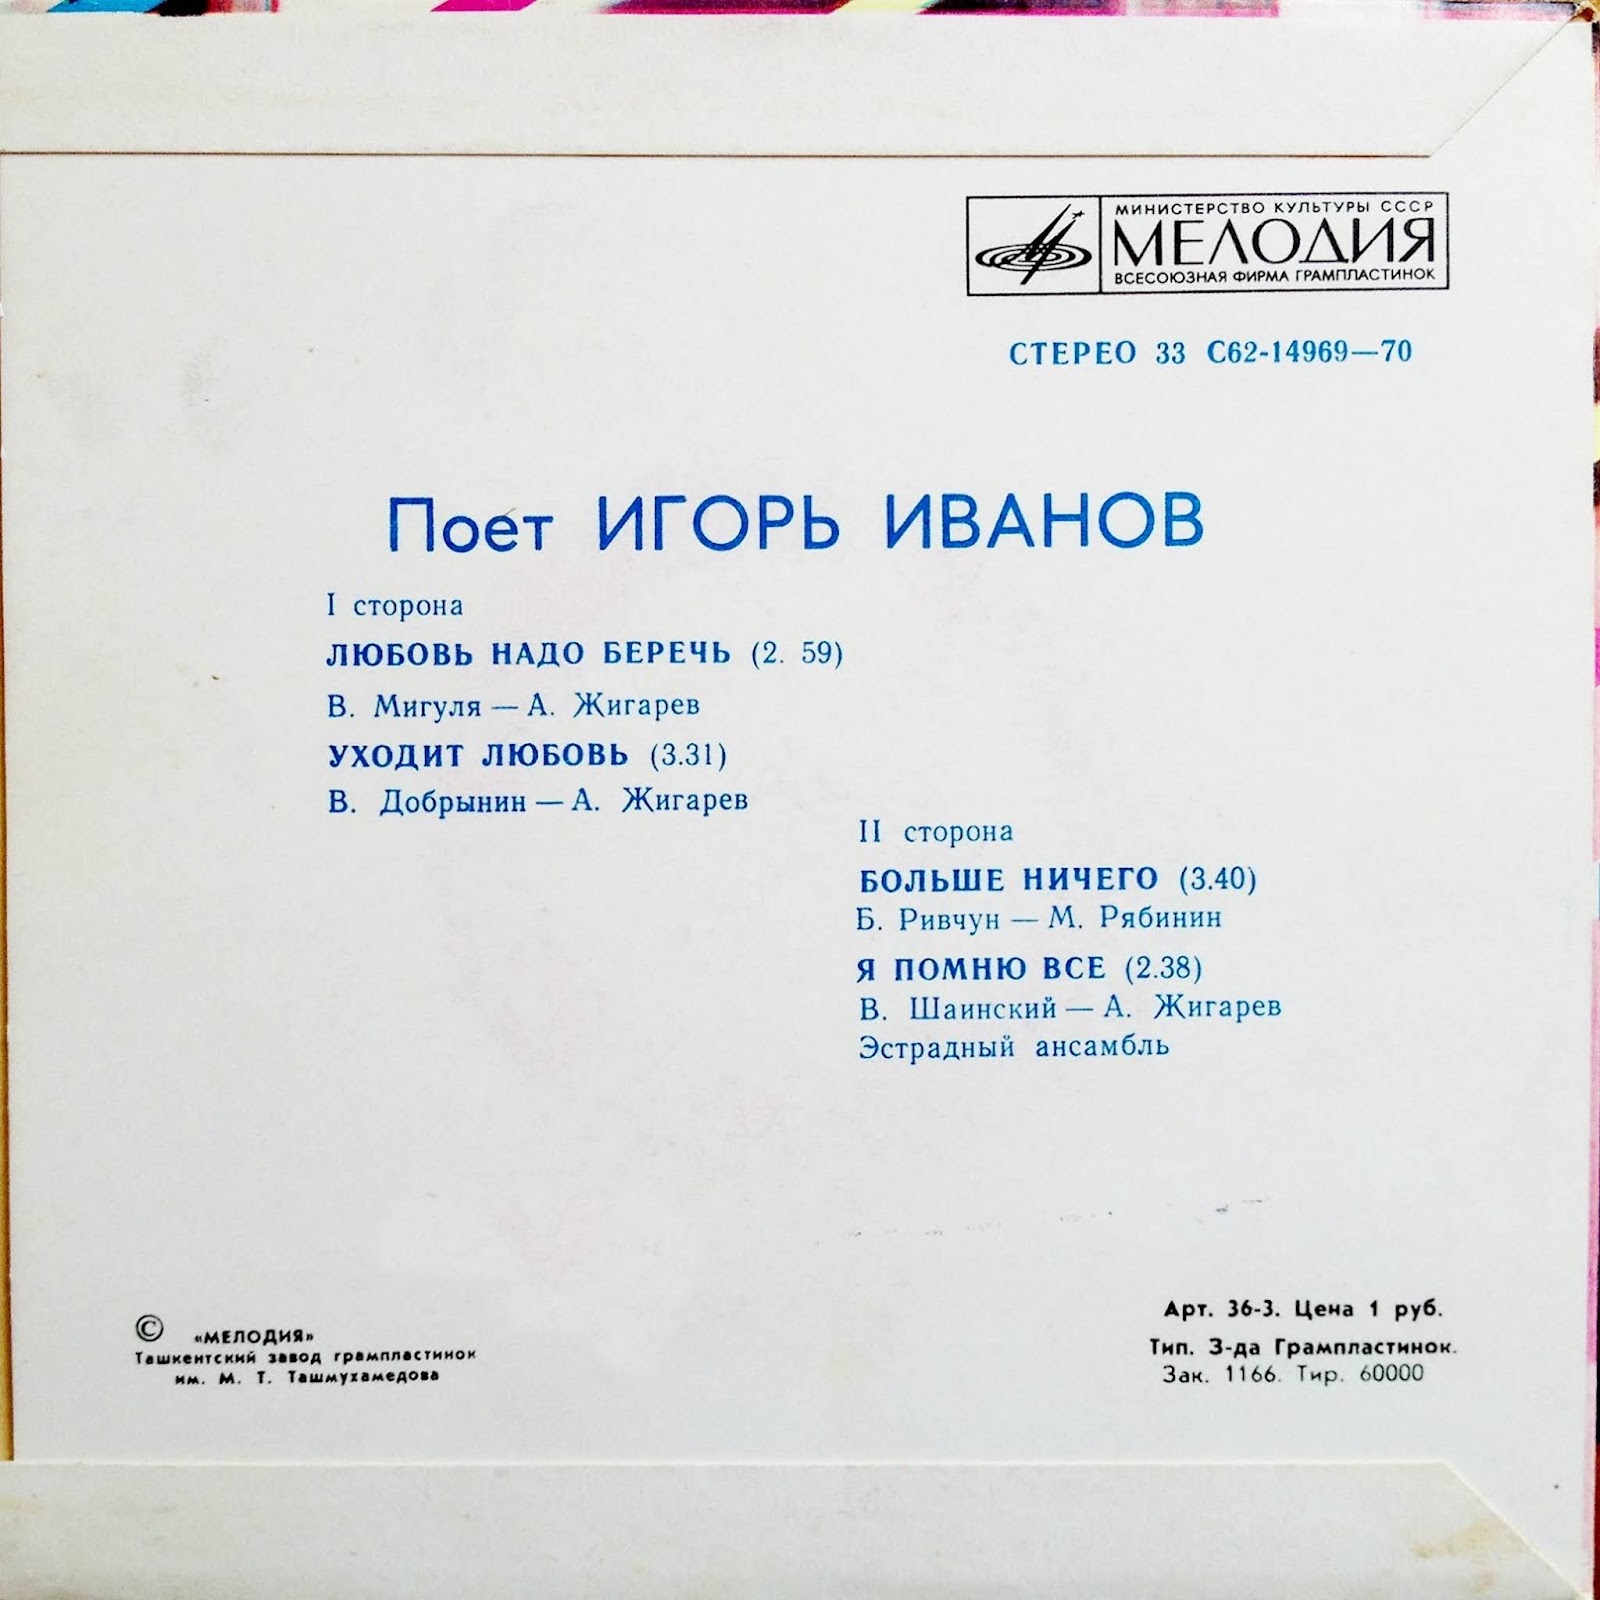 МИНИСТЕРСТВО КУЛЬТУРЫ СССР
МЕЛОДИЯ
ВСЕСОЮЗНАЯ ФИРМА ГРАМПЛАСТИНОК
СТЕРЕО 33 С62-14969—70
Поет ИГОРЬ ИВАНОВ
I сторона
ЛЮБОВЬ НАДО БЕРЕЧЬ (2. 59)
В. Мигуля — А. Жигарев
УХОДИТ ЛЮБОВЬ (3.31)
В. Добрынин — А. Жигарев
II сторона
БОЛЬШЕ НИЧЕГО (3.40)
Б. Ривчун — М. Рябинин
Я ПОМНЮ ВСЕ (2.38)
В. Шаинский — А. Жигарев
Эстрадный ансамбль
© «МЕЛОДИЯ»
Ташкентский завод грампластинок
им. М. Т. Ташмухамедова
Арт. 36-3. Цена 1 руб.
Тип. З-да Грампластинок.
Зак. 1166. Тир. 60000